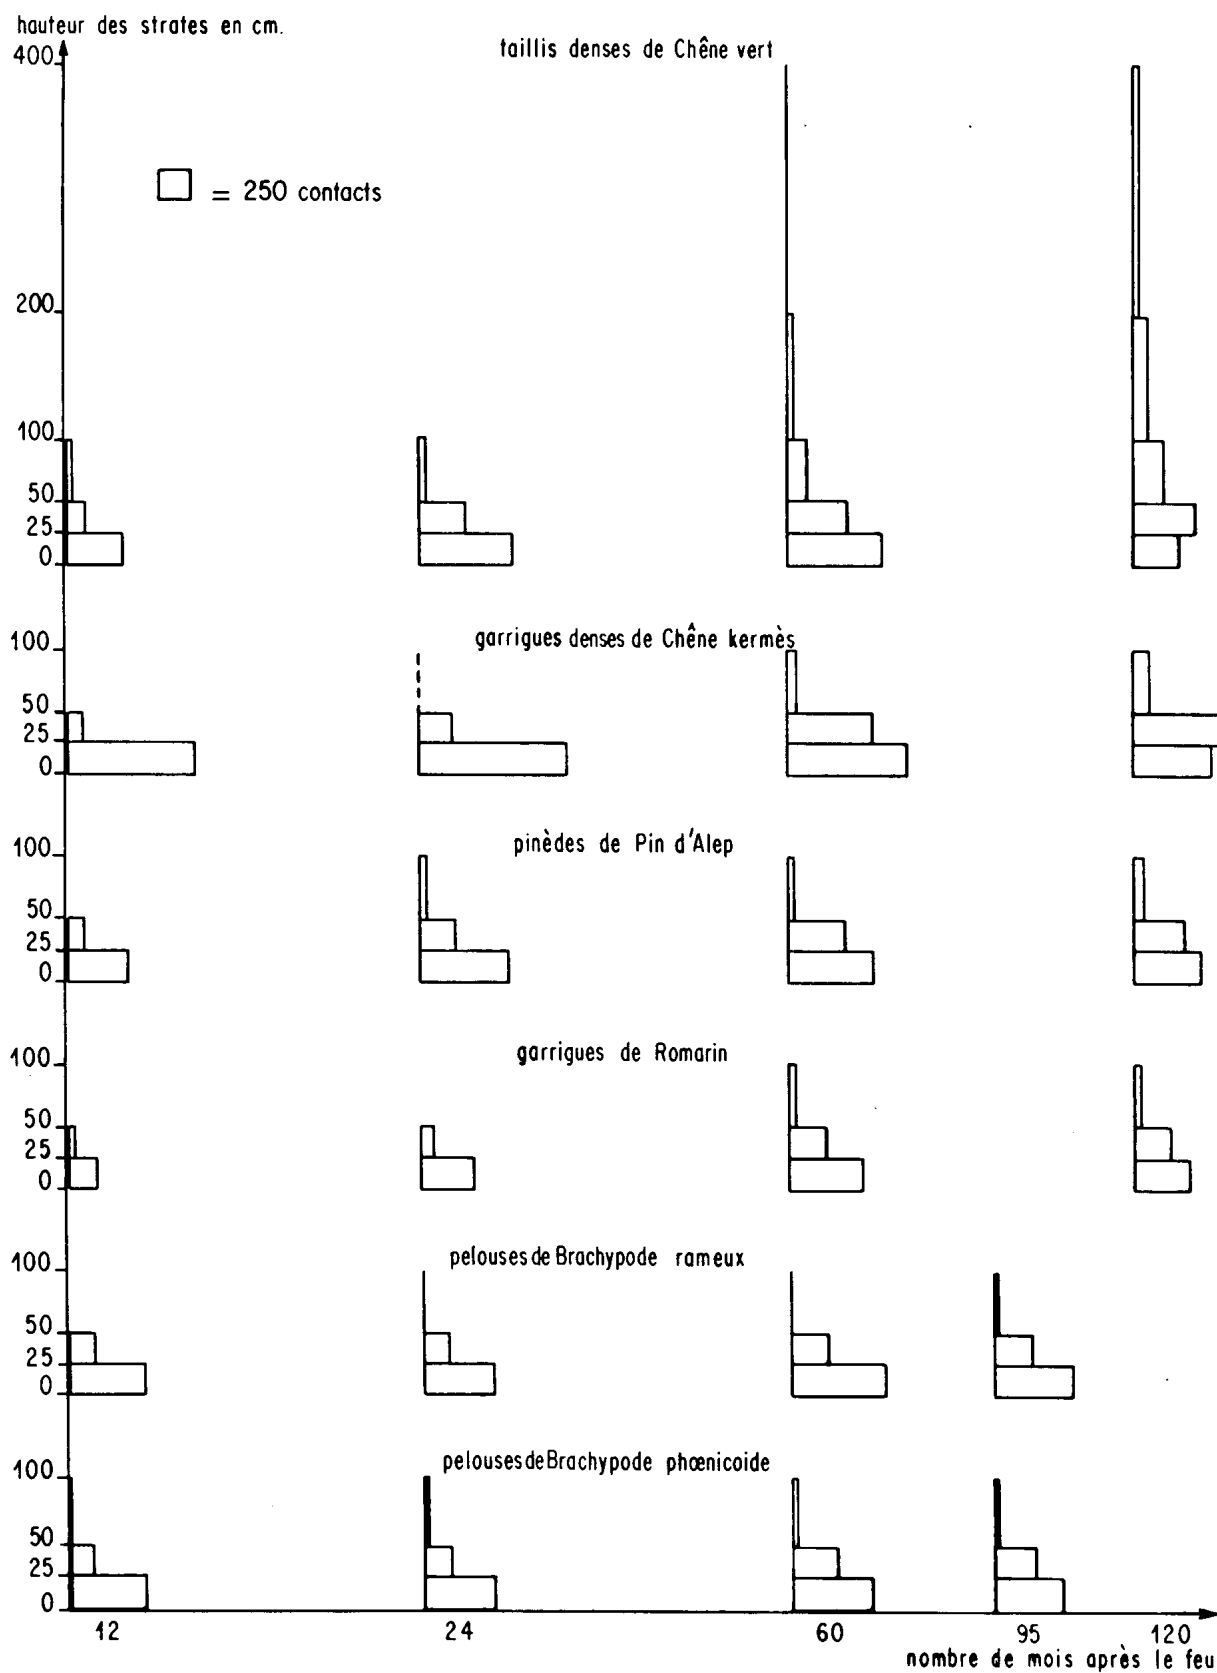 hauteur des strates en cm.
400
taillis denses de Chêne vert
= 250 contacts
200
100
50
25
0
garrigues denses de Chêne kermès
100
50
25
0
pinèdes de Pin d'Alep
100
50
25
0
garrigues de Romarin
100
50
25
0
pelouses de Brachypode rameux
100
50
25
0
pelouses de Brachypode phœnicoide
100
50
25
0
12 24 60 95 120
nombre de mois après le feu